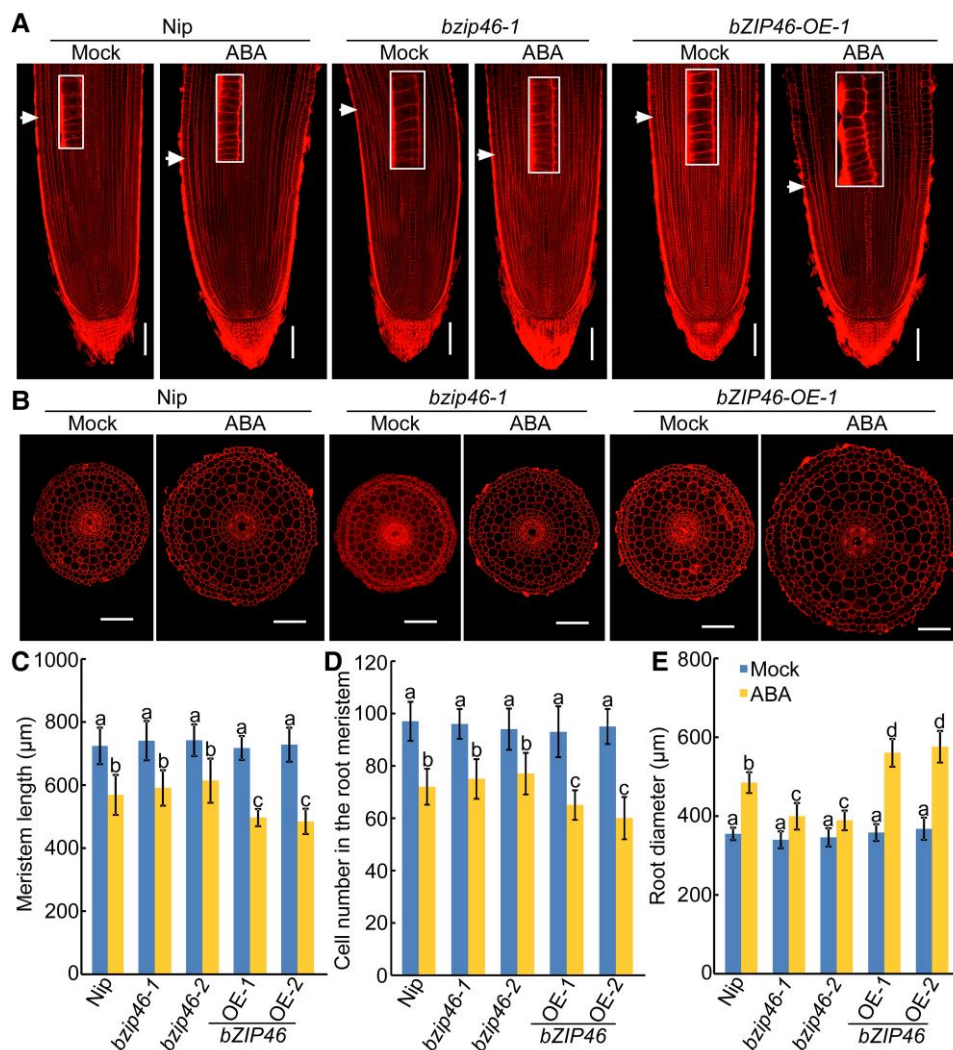 A
Nip
bzip46-1
bZIP46-OE-1
Mock
ABA
Mock
ABA
Mock
ABA
B
Nip
bzip46-1
bZIP46-OE-1
Mock
ABA
Mock
ABA
Mock
ABA
C
Meristem length (µm)
1000
800
600
400
200
0
a
b
a
b
a
b
a
c
a
c
Nip
bzip46-1
bzip46-2
OE-1
OE-2
bZIP46
D
Cell number in the root meristem
120
100
80
60
40
20
0
a
b
a
b
a
b
a
c
a
c
Nip
bzip46-1
bzip46-2
OE-1
OE-2
bZIP46
E
Root diameter (µm)
800
600
400
200
0
Mock
ABA
a
b
a
c
a
c
a
d
a
d
Nip
bzip46-1
bzip46-2
OE-1
OE-2
bZIP46